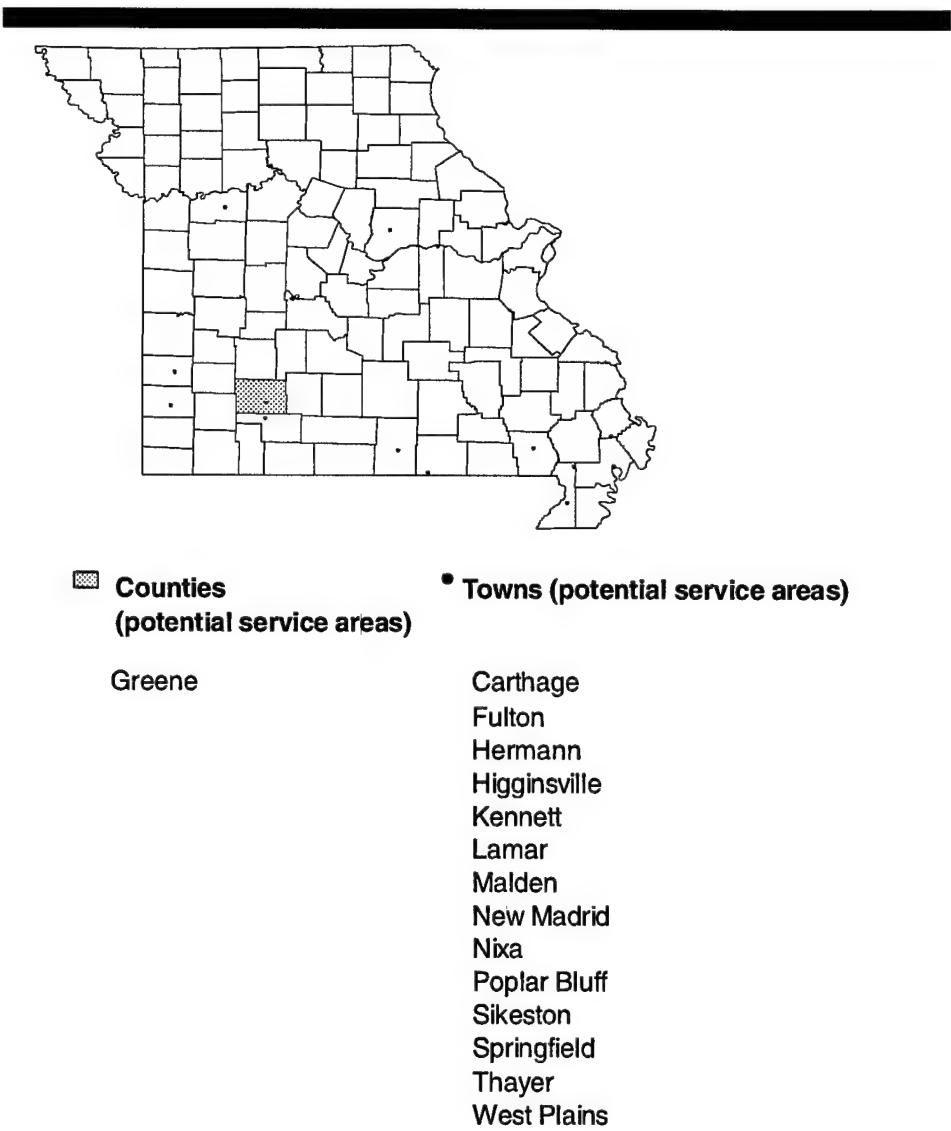 Counties
(potential service areas)
Greene
Towns (potential service areas)
Carthage
Fulton
Hermann
Higginsville
Kennett
Lamar
Malden
New Madrid
Nixa
Poplar Bluff
Sikeston
Springfield
Thayer
West Plains